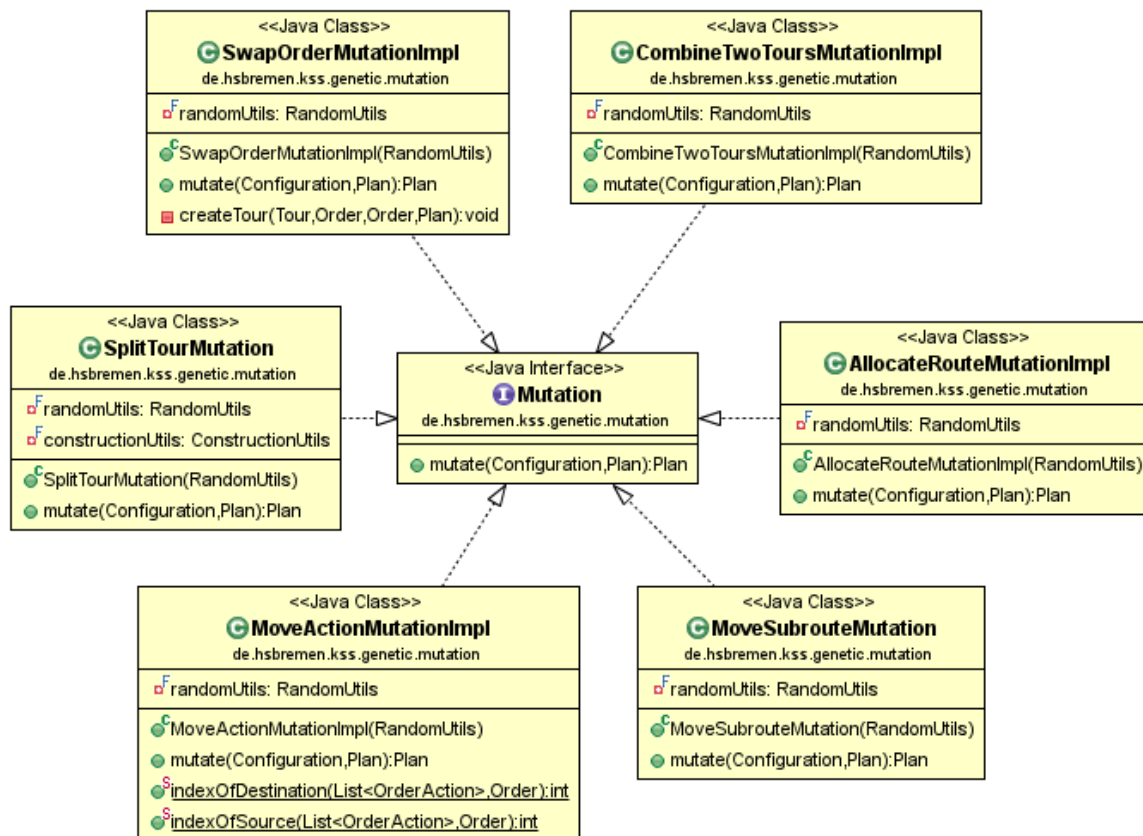 <<Java Class>>
SwapOrderMutationImpl
de.hsbremen.kss.genetic.mutation
randomUtils: RandomUtils
SwapOrderMutationImpl(RandomUtils)
mutate(Configuration,Plan):Plan
createTour(Tour,Order,Order,Plan):void
<<Java Class>>
CombineTwoToursMutationImpl
de.hsbremen.kss.genetic.mutation
randomUtils: RandomUtils
CombineTwoToursMutationImpl(RandomUtils)
mutate(Configuration,Plan):Plan
<<Java Class>>
SplitTourMutation
de.hsbremen.kss.genetic.mutation
randomUtils: RandomUtils
constructionUtils: ConstructionUtils
SplitTourMutation(RandomUtils)
mutate(Configuration,Plan):Plan
<<Java Interface>>
Mutation
de.hsbremen.kss.genetic.mutation
mutate(Configuration,Plan):Plan
<<Java Class>>
AllocateRouteMutationImpl
de.hsbremen.kss.genetic.mutation
randomUtils: RandomUtils
AllocateRouteMutationImpl(RandomUtils)
mutate(Configuration,Plan):Plan
<<Java Class>>
MoveActionMutationImpl
de.hsbremen.kss.genetic.mutation
randomUtils: RandomUtils
MoveActionMutationImpl(RandomUtils)
mutate(Configuration,Plan):Plan
indexOfDestination(List<OrderAction>,Order):int
indexOfSource(List<OrderAction>,Order):int
<<Java Class>>
MoveSubrouteMutation
de.hsbremen.kss.genetic.mutation
randomUtils: RandomUtils
MoveSubrouteMutation(RandomUtils)
mutate(Configuration,Plan):Plan